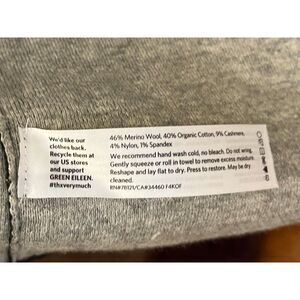 We'd like our
clothes back.
Recycle them at
our US stores
and support
GREEN EILEEN.
#thxverymuch
46% Merino Wool, 40% Organic Cotton, 9% Cashmere,
4% Nylon, 1% Spandex
We recommend hand wash cold, no bleach. Do not wring.
Gently squeeze or roll in towel to remove excess moisture.
Reshape and lay flat to dry. Press to restore. May be dry
cleaned.
RN#78121/CA#34460 F4KOF